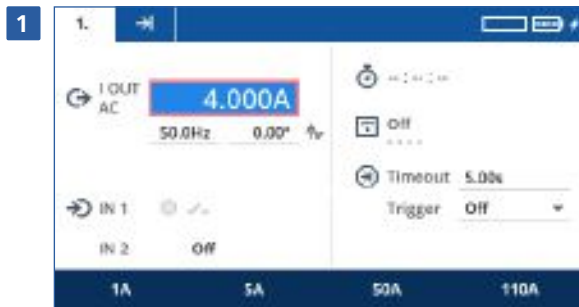 1
1.
I OUT
AC
4.000A
50.0Hz 0.00°
IN 1
IN 2 Off
--:--:--
Off
----
Timeout 5.00s
Trigger Off
1A 5A 50A 110A